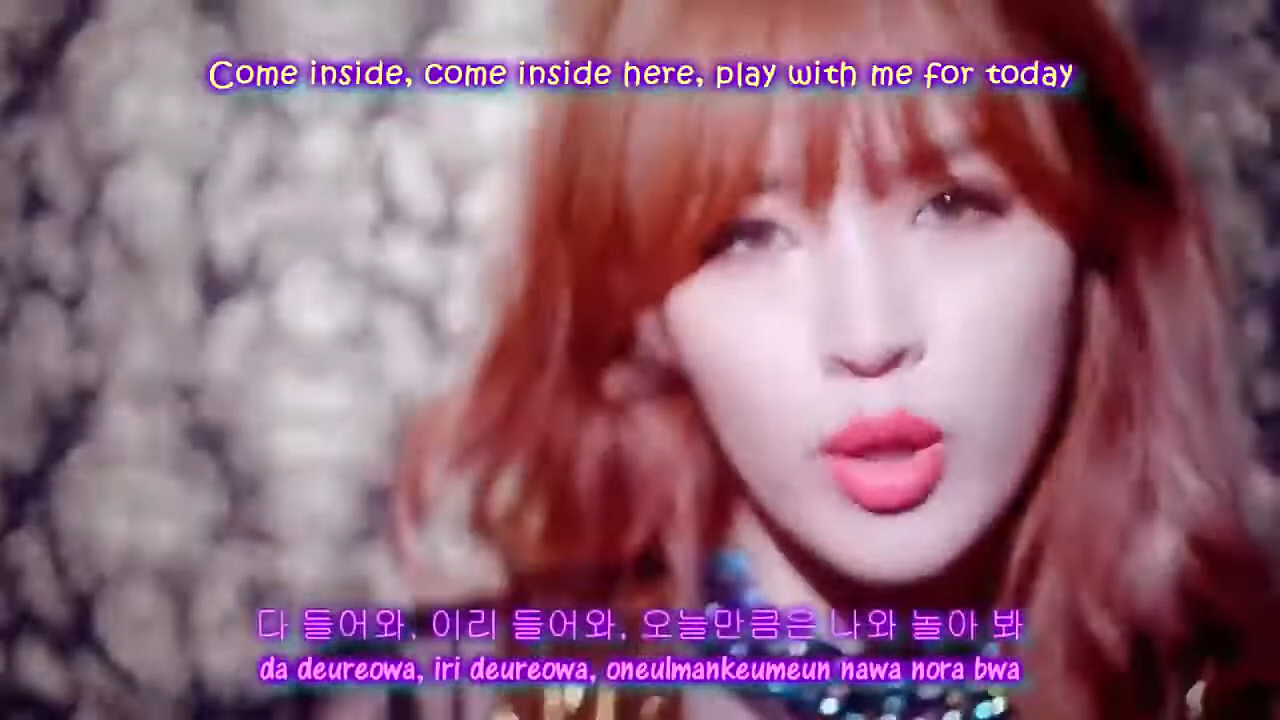 Come inside, come inside here, play with me for today
다 들어와, 이리 들어와, 오늘만큼은 나와 놀아 봐
da deureowa, iri deureowa, oneulmankeumeun nawa nora bwa